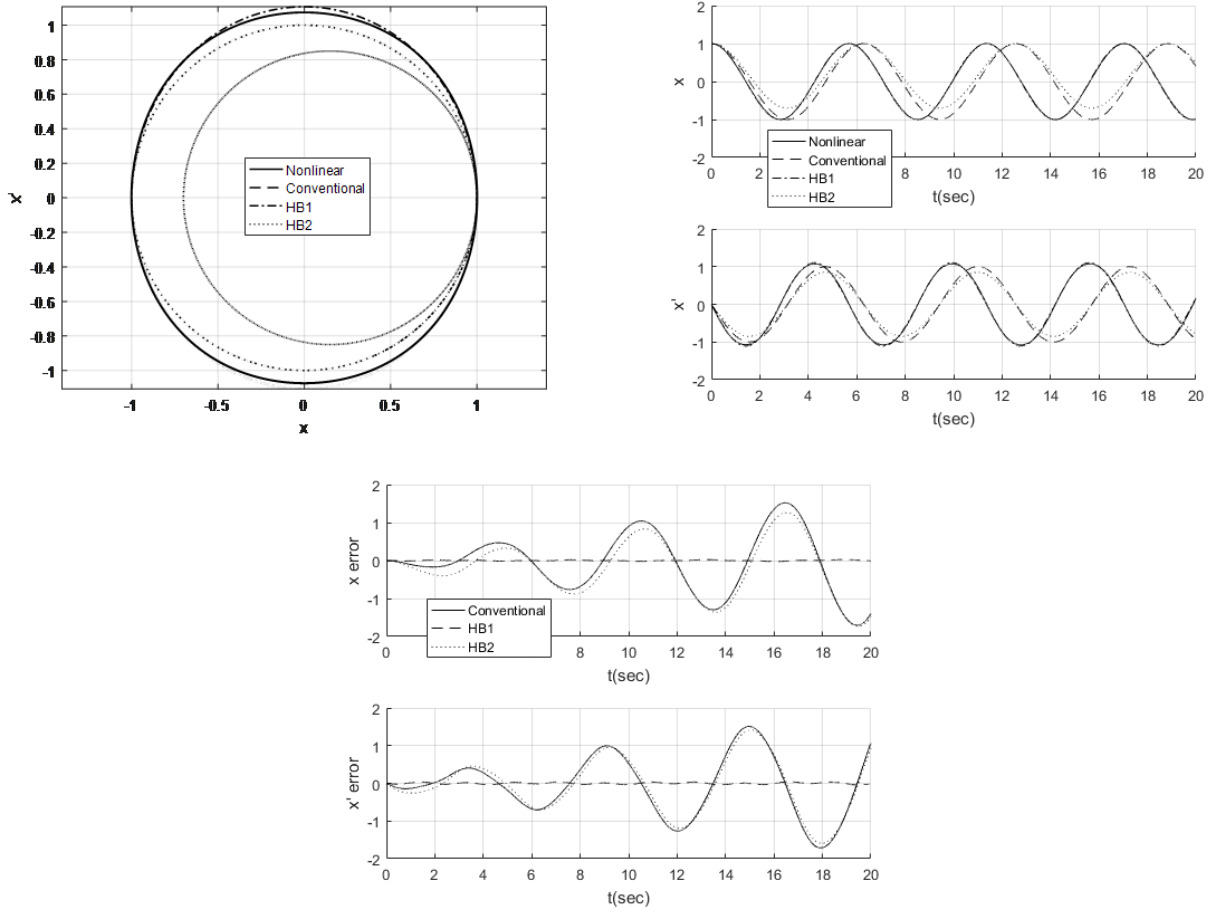 1
0.8
0.6
0.4
0.2
0
-0.2
-0.4
-0.6
-0.8
-1
x'
Nonlinear
Conventional
HB1
HB2
-1 -0.5 0 0.5 1
x
2
1
0
-1
-2
x
Nonlinear
Conventional
HB1
HB2
0 2 4 6 8 10 12 14 16 18 20
t(sec)
2
1
0
-1
-2
x'
0 2 4 6 8 10 12 14 16 18 20
t(sec)
2
1
0
-1
-2
x error
Conventional
HB1
HB2
0 2 4 6 8 10 12 14 16 18 20
t(sec)
2
1
0
-1
-2
x' error
0 2 4 6 8 10 12 14 16 18 20
t(sec)